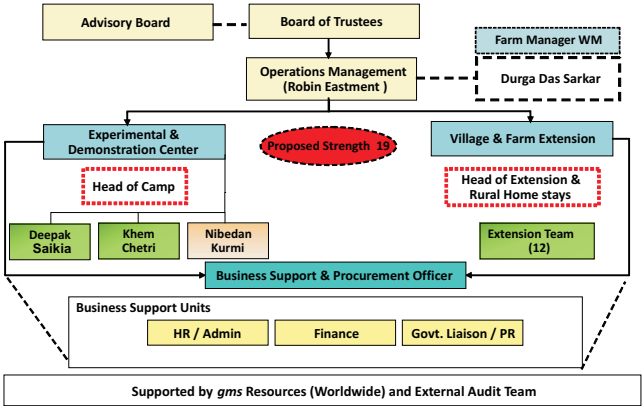 Advisory Board
Board of Trustees
Farm Manager WM
Operations Management
(Robin Eastment )
Durga Das Sarkar
Experimental &
Demonstration Center
Proposed Strength 19
Village & Farm Extension
Head of Camp
Head of Extension &
Rural Home stays
Deepak
Saikia
Khem
Chetri
Nibedan
Kurmi
Extension Team
(12)
Business Support & Procurement Officer
Business Support Units
HR / Admin
Finance
Govt. Liaison / PR
Supported by gms Resources (Worldwide) and External Audit Team